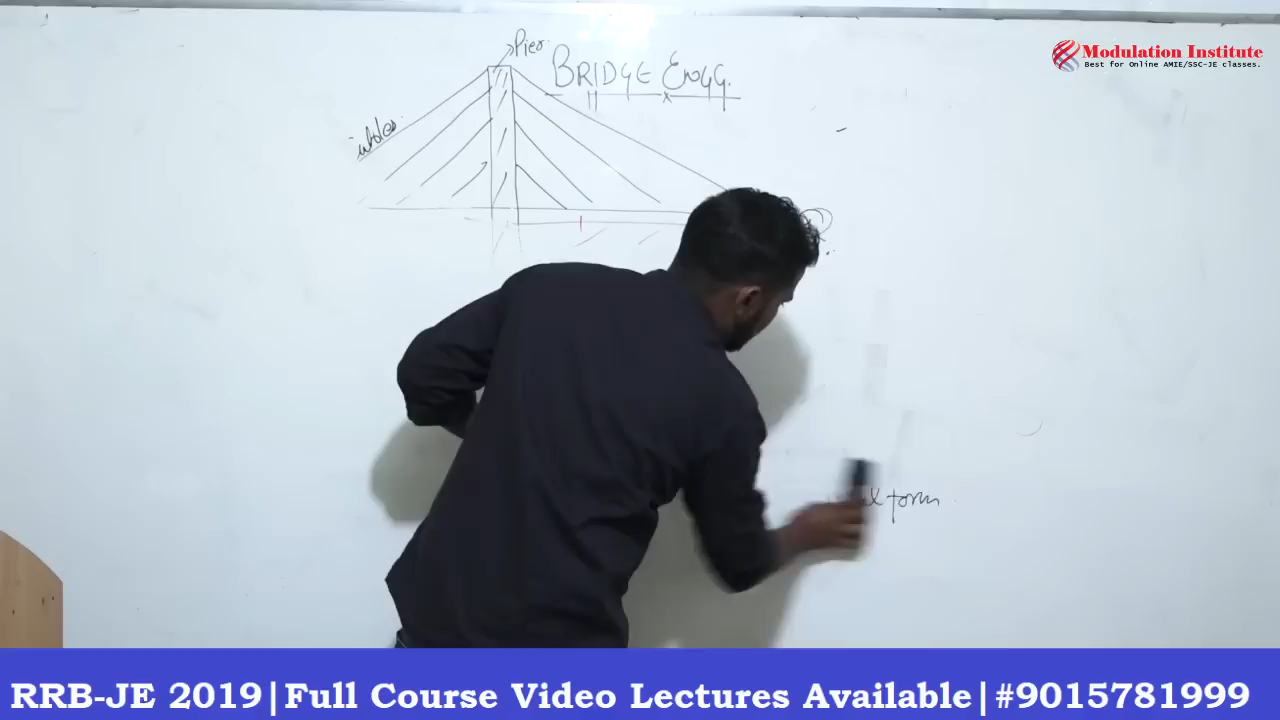 Pier
BRIDGE Engg.
Modulation Institute
Best for Online AMIE/SSC-JE classes.
form
RRB-JE 2019|Full Course Video Lectures Available|#9015781999